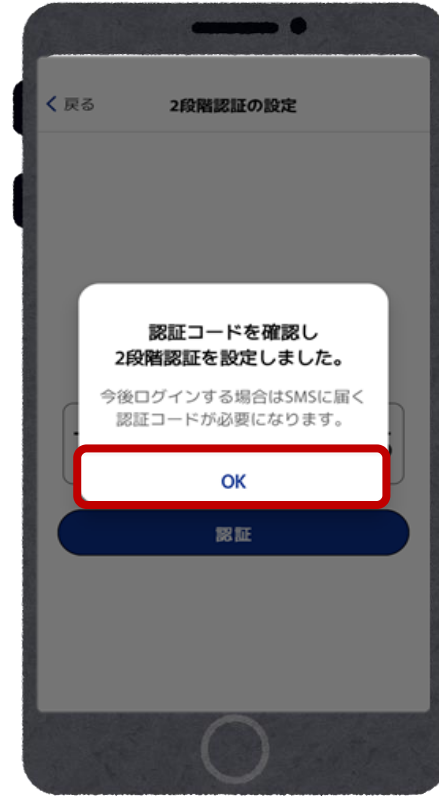 戻る
2段階認証の設定
認証コードを確認し
2段階認証を設定しました。
今後ログインする場合はSMSに届く
認証コードが必要になります。
OK
認証